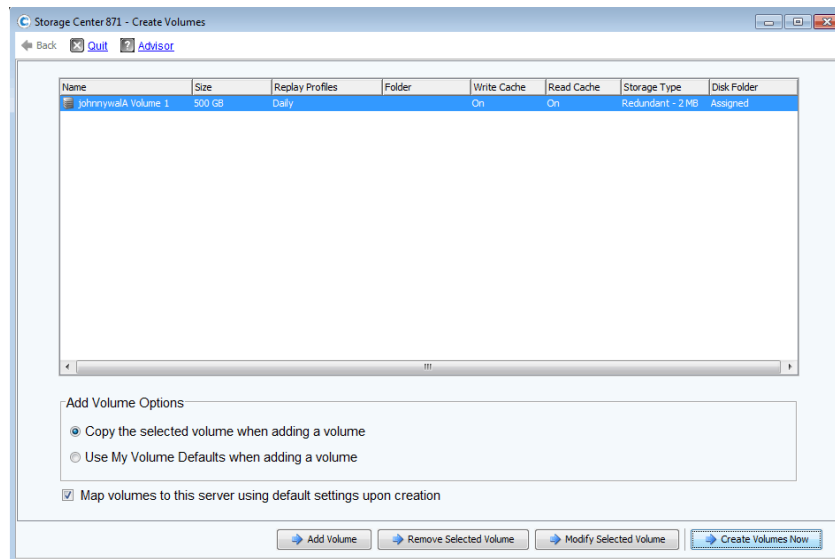 Storage Center 871 - Create Volumes
Back Quit ? Advisor
Name Size Replay Profiles Folder Write Cache Read Cache Storage Type Disk Folder
johnnywalA Volume 1 500 GB Daily On On Redundant - 2 MB Assigned
Add Volume Options
Copy the selected volume when adding a volume
Use My Volume Defaults when adding a volume
Map volumes to this server using default settings upon creation
Add Volume Remove Selected Volume Modify Selected Volume Create Volumes Now